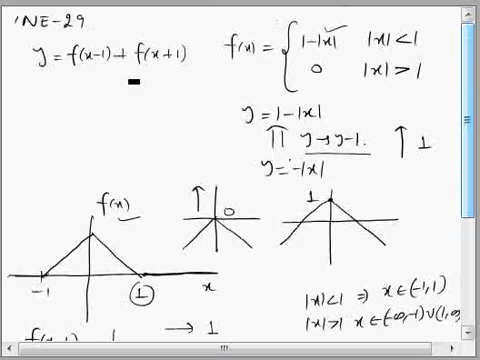 INE-29
y = f(x-1) + f(x+1)
f(x) = { 1-|x| |x| < 1
0 |x| > 1
y = 1-|x|
⇑ y→y-1. ↑ 1
y = -|x|
f(x)
0
1
-1 1 x
|x|<1 ⇒ x∈(-1,1)
|x|>1 x∈(-∞,-1)∪(1,∞
→ 1